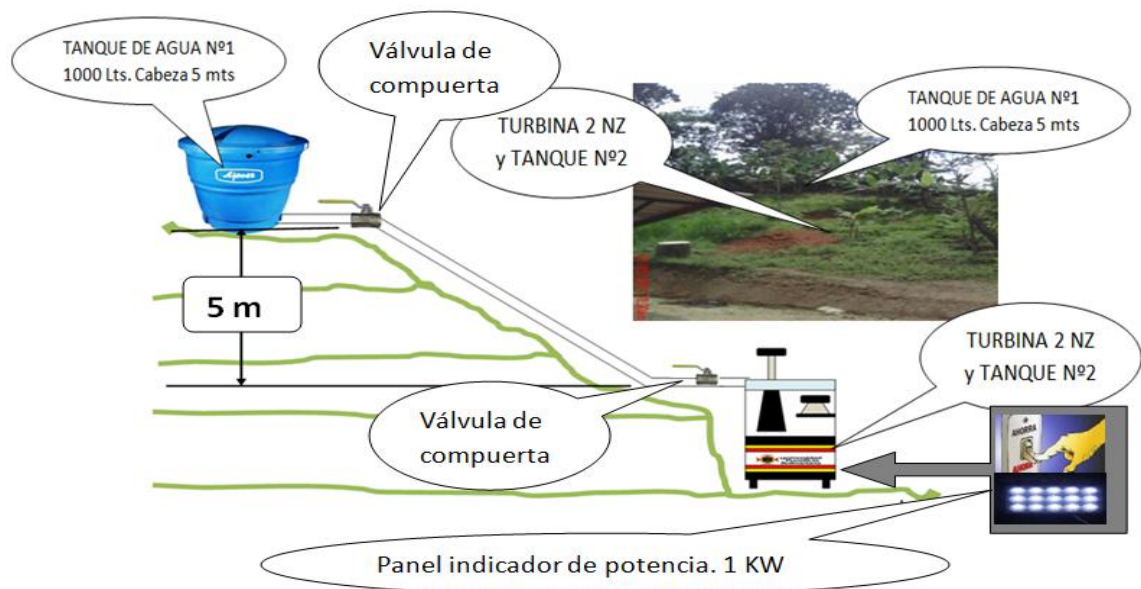 TANQUE DE AGUA Nº1
1000 Lts. Cabeza 5 mts
Válvula de
compuerta
TURBINA 2 NZ
y TANQUE Nº2
TANQUE DE AGUA Nº1
1000 Lts. Cabeza 5 mts
5 m
TURBINA 2 NZ
y TANQUE Nº2
Válvula de
compuerta
AHORRA
AHORA
Panel indicador de potencia. 1 KW